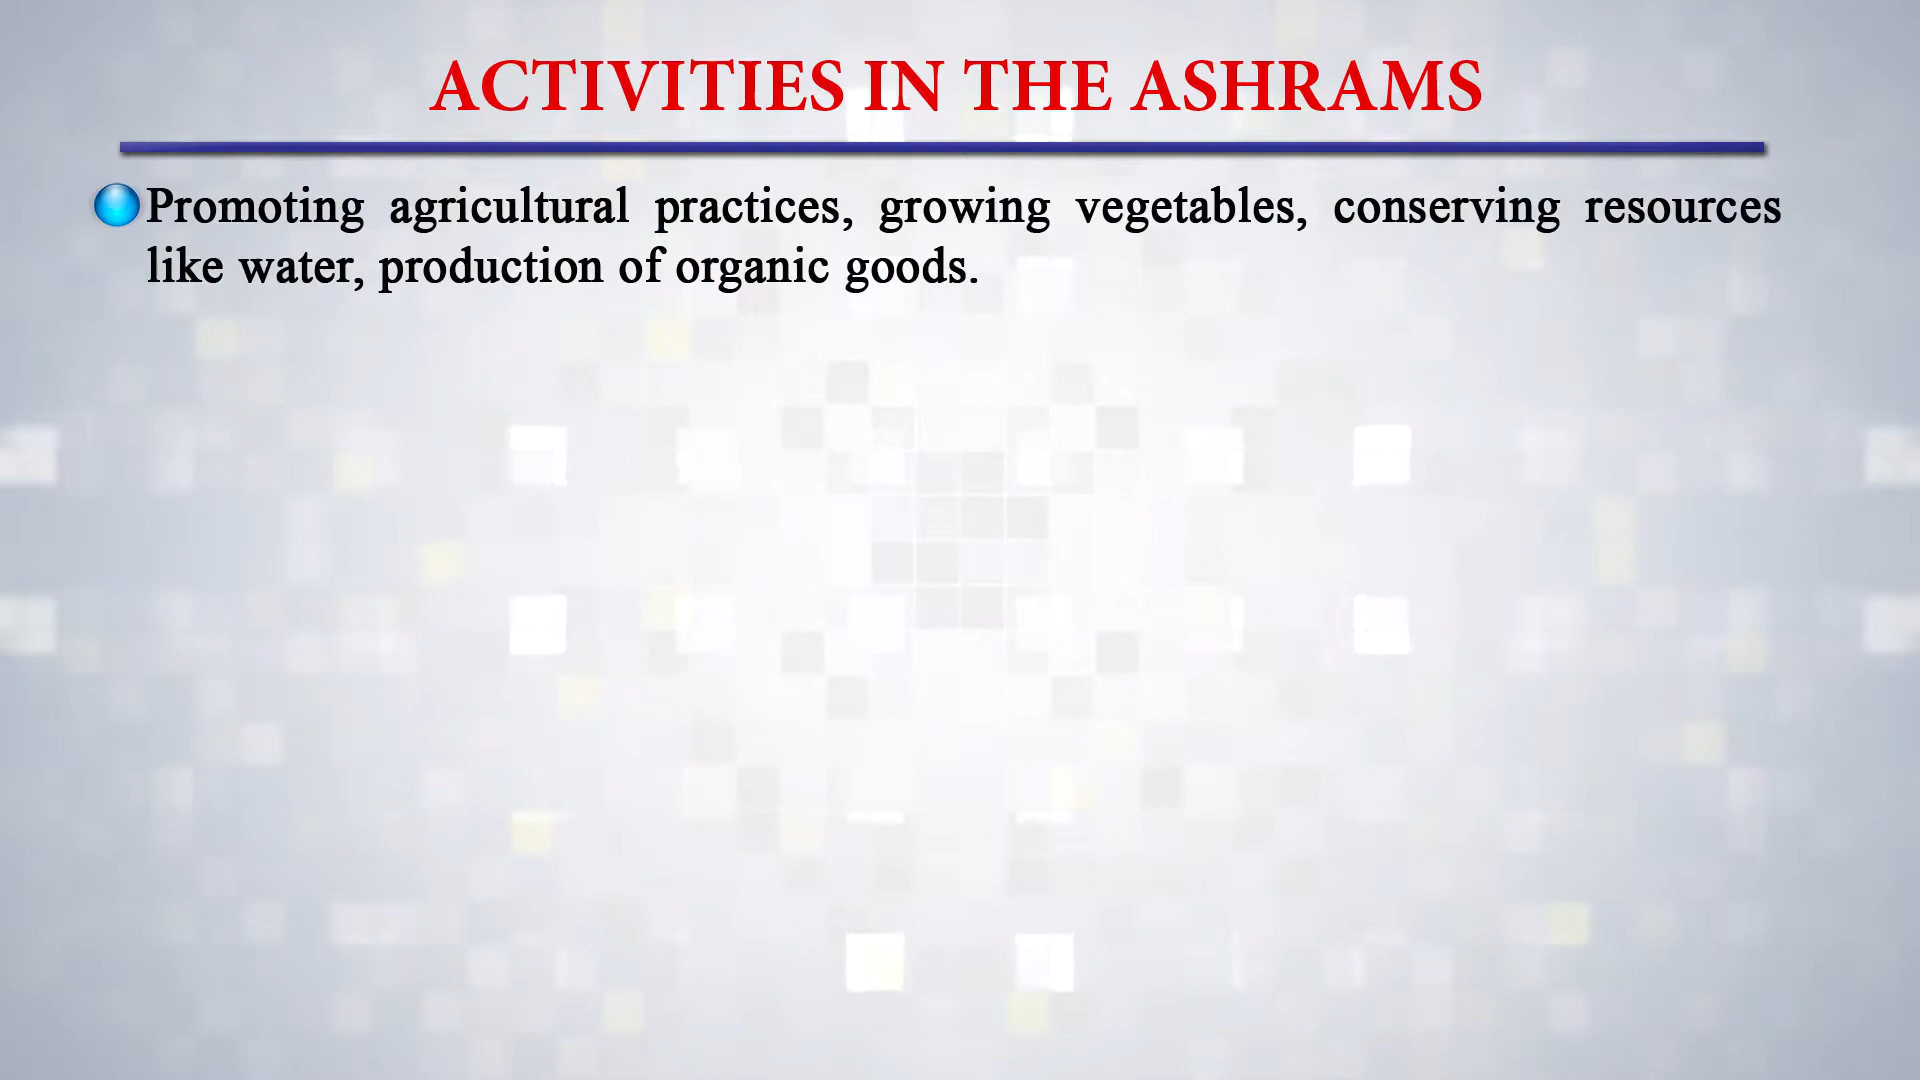 ACTIVITIES IN THE ASHRAMS
Promoting agricultural practices, growing vegetables, conserving resources
like water, production of organic goods.